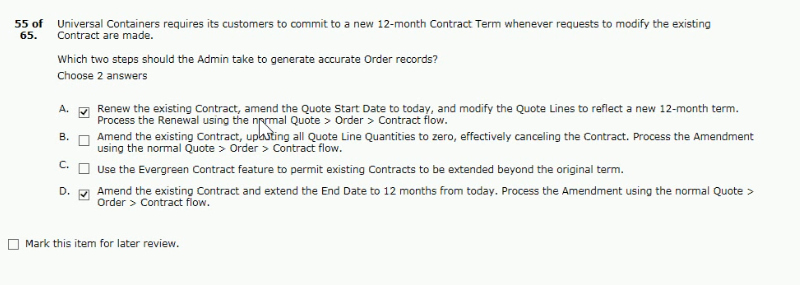 55 of 65. Universal Containers requires its customers to commit to a new 12-month Contract Term whenever requests to modify the existing
Contract are made.
Which two steps should the Admin take to generate accurate Order records?
Choose 2 answers
A. Renew the existing Contract, amend the Quote Start Date to today, and modify the Quote Lines to reflect a new 12-month term.
Process the Renewal using the normal Quote > Order > Contract flow.
B. Amend the existing Contract, updating all Quote Line Quantities to zero, effectively canceling the Contract. Process the Amendment
using the normal Quote > Order > Contract flow.
C. Use the Evergreen Contract feature to permit existing Contracts to be extended beyond the original term.
D. Amend the existing Contract and extend the End Date to 12 months from today. Process the Amendment using the normal Quote >
Order > Contract flow.
Mark this item for later review.